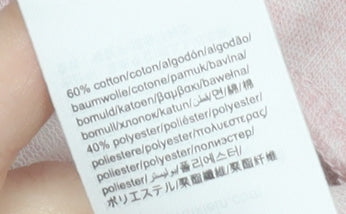 60% cotton/coton/algodón/algodão/
baumwolle/cotone/pamuk/bavlna/
bomuld/katoen/βαμβακι/bawełna/
bomull/хлопок/katun/قطن/면/綿/棉
40% polyester/poliéster/polyester/
poliestere/polyester/πολυεστερας/
polyester/polyester/полиэстер/
poliester/بوليستر/폴리에스터/
ポリエステル/聚酯纖維/聚酯纤维